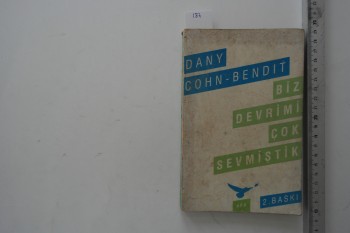 DANY
COHN-BENDIT
BİZ
DEVRİMİ
ÇOK
SEVMİŞTİK
2. BASKI